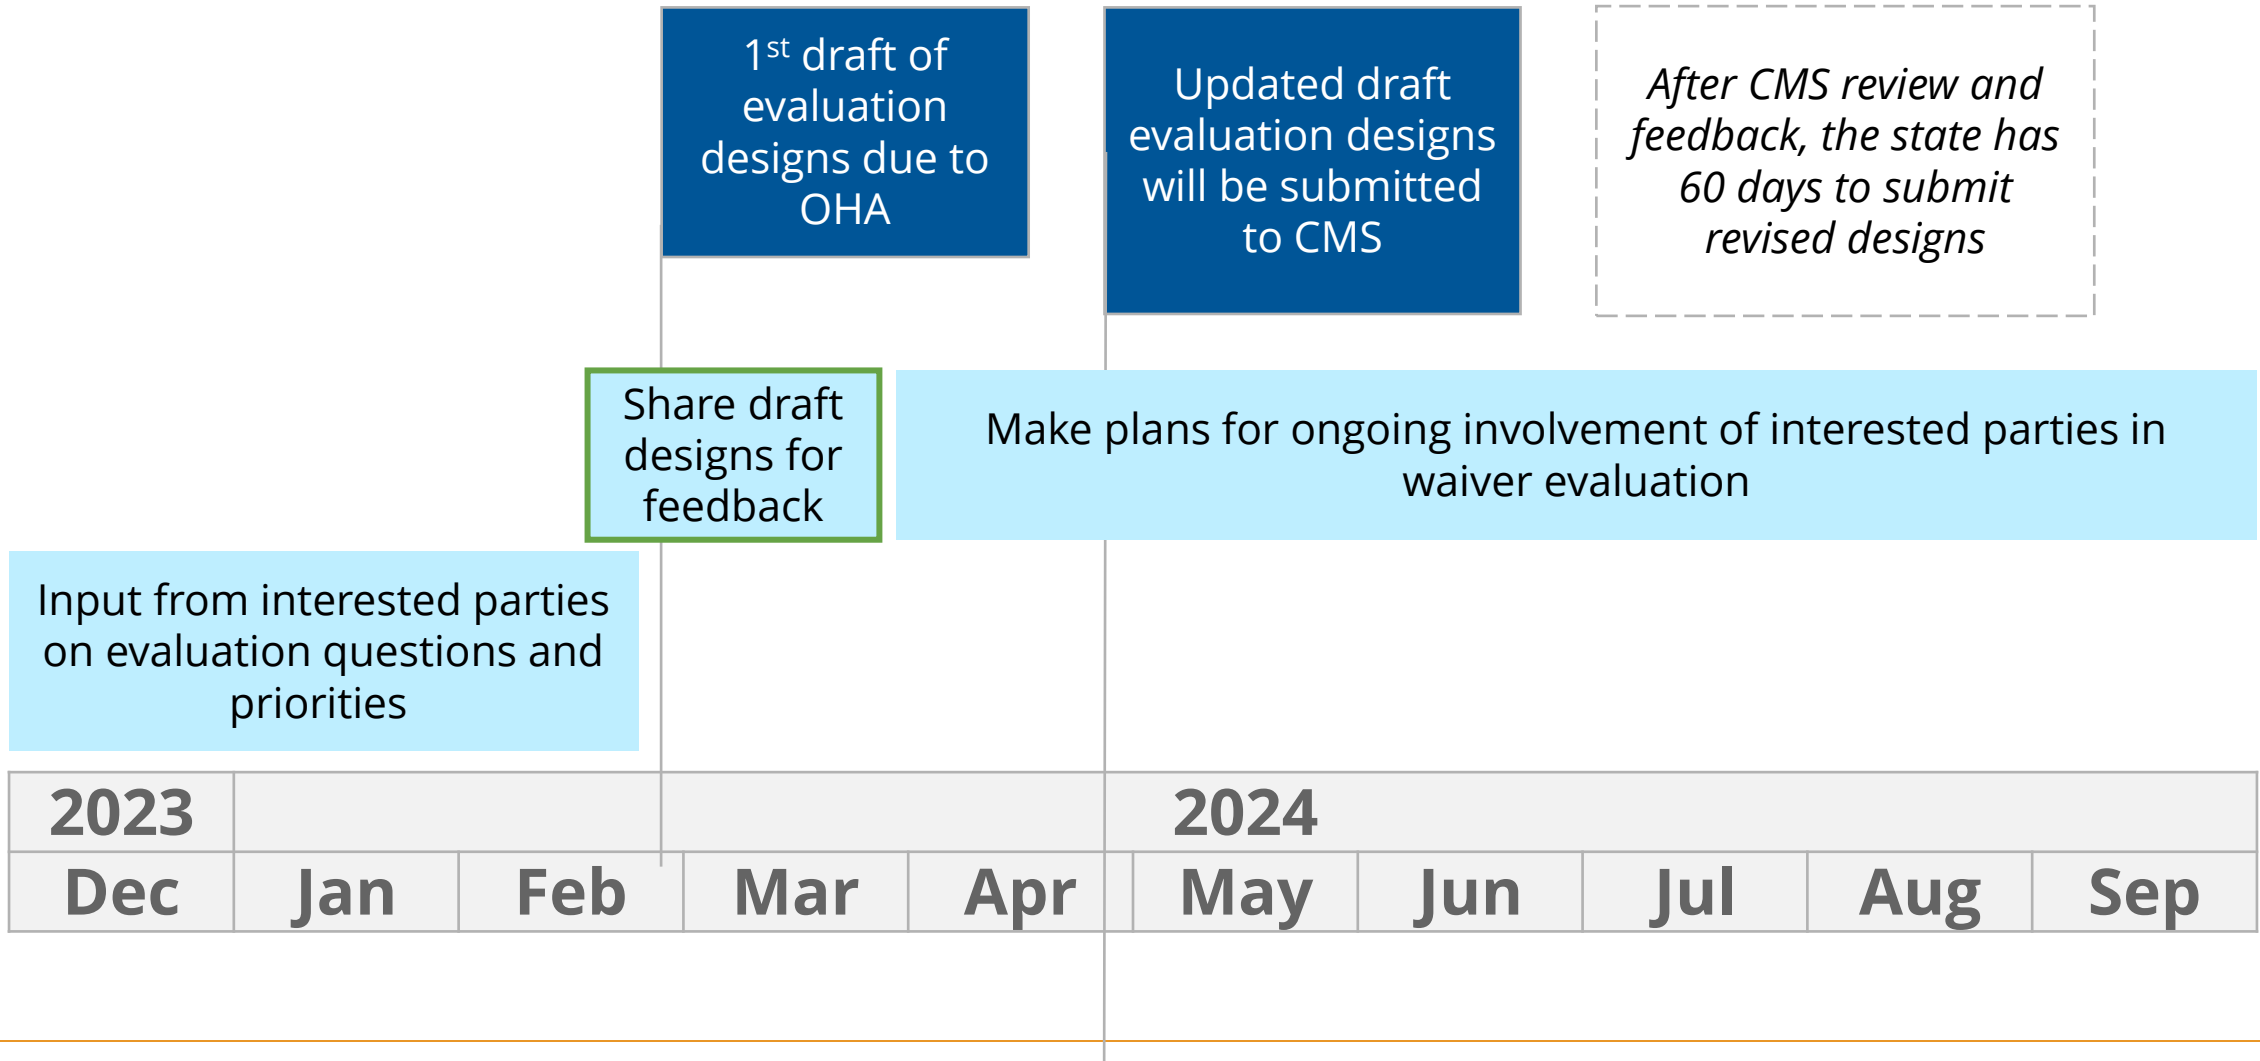 1st draft of
evaluation
designs due to
OHA
Updated draft
evaluation designs
will be submitted
to CMS
After CMS review and
feedback, the state has
60 days to submit
revised designs
Share draft
designs for
feedback
Make plans for ongoing involvement of interested parties in
waiver evaluation
Input from interested parties
on evaluation questions and
priorities
2023 2024
Dec Jan Feb Mar Apr May Jun Jul Aug Sep